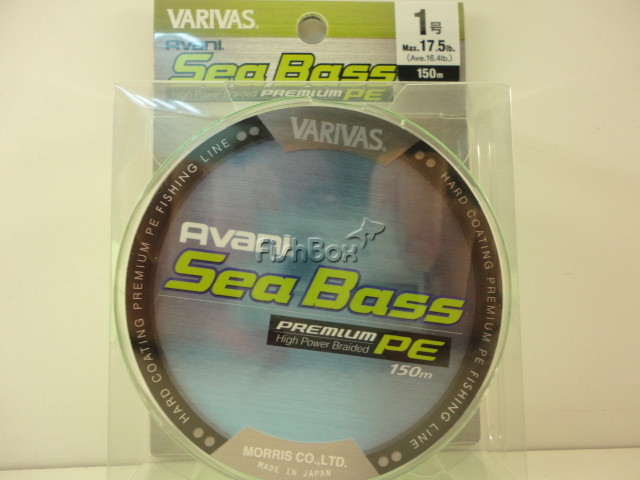 VARIVAS®
1号
Max.17.5lb.
(Ave.16.4lb.)
150m
Avani
Sea Bass
High Power Braided PREMIUM PE
VARIVAS®
HARD COATING PREMIUM PE FISHING LINE
HARD COATING PREMIUM PE FISHING LINE
Avani
FishBox
Sea Bass
PREMIUM
High Power Braided
PE
150m
MORRIS CO.,LTD.
MADE IN JAPAN